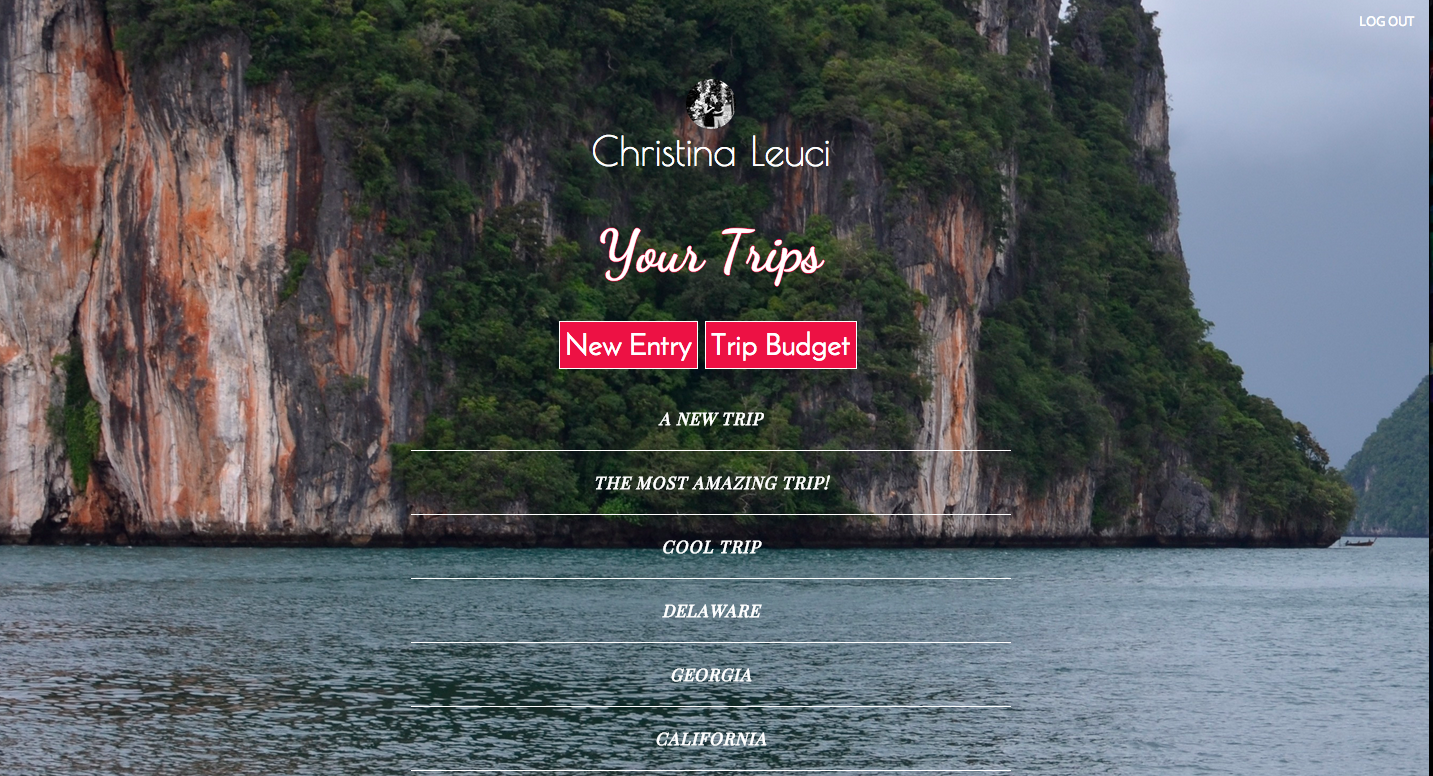 LOG OUT
Christina Leuci
Your Trips
New Entry Trip Budget
A NEW TRIP
THE MOST AMAZING TRIP!
COOL TRIP
DELAWARE
GEORGIA
CALIFORNIA